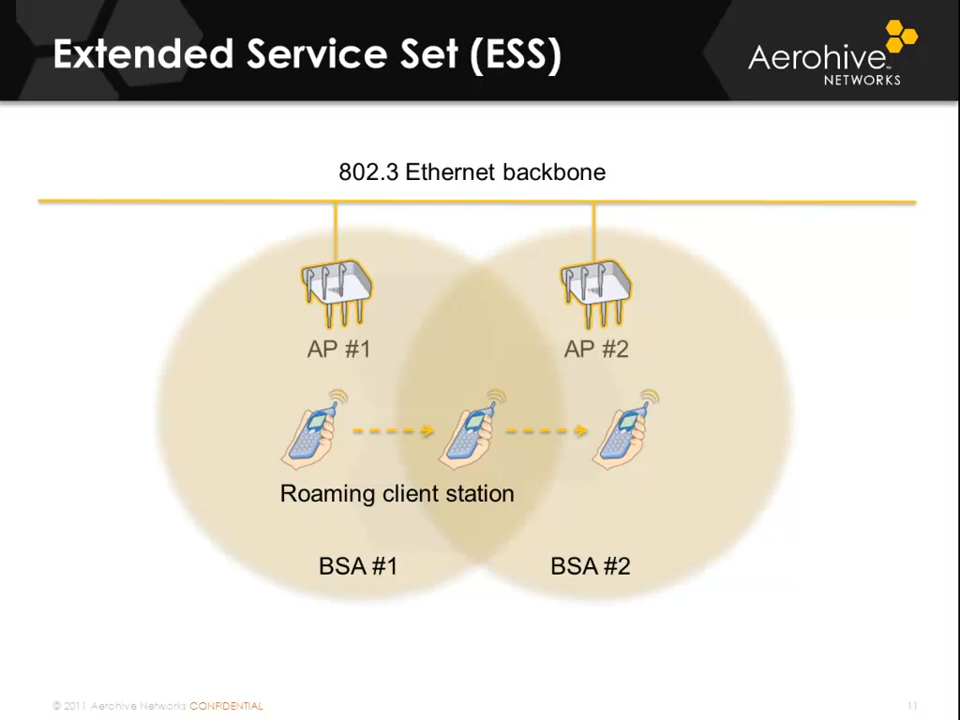 Extended Service Set (ESS)
Aerohive™
NETWORKS
802.3 Ethernet backbone
AP #1
AP #2
Roaming client station
BSA #1
BSA #2
© 2011 Aerohive Networks CONFIDENTIAL
11